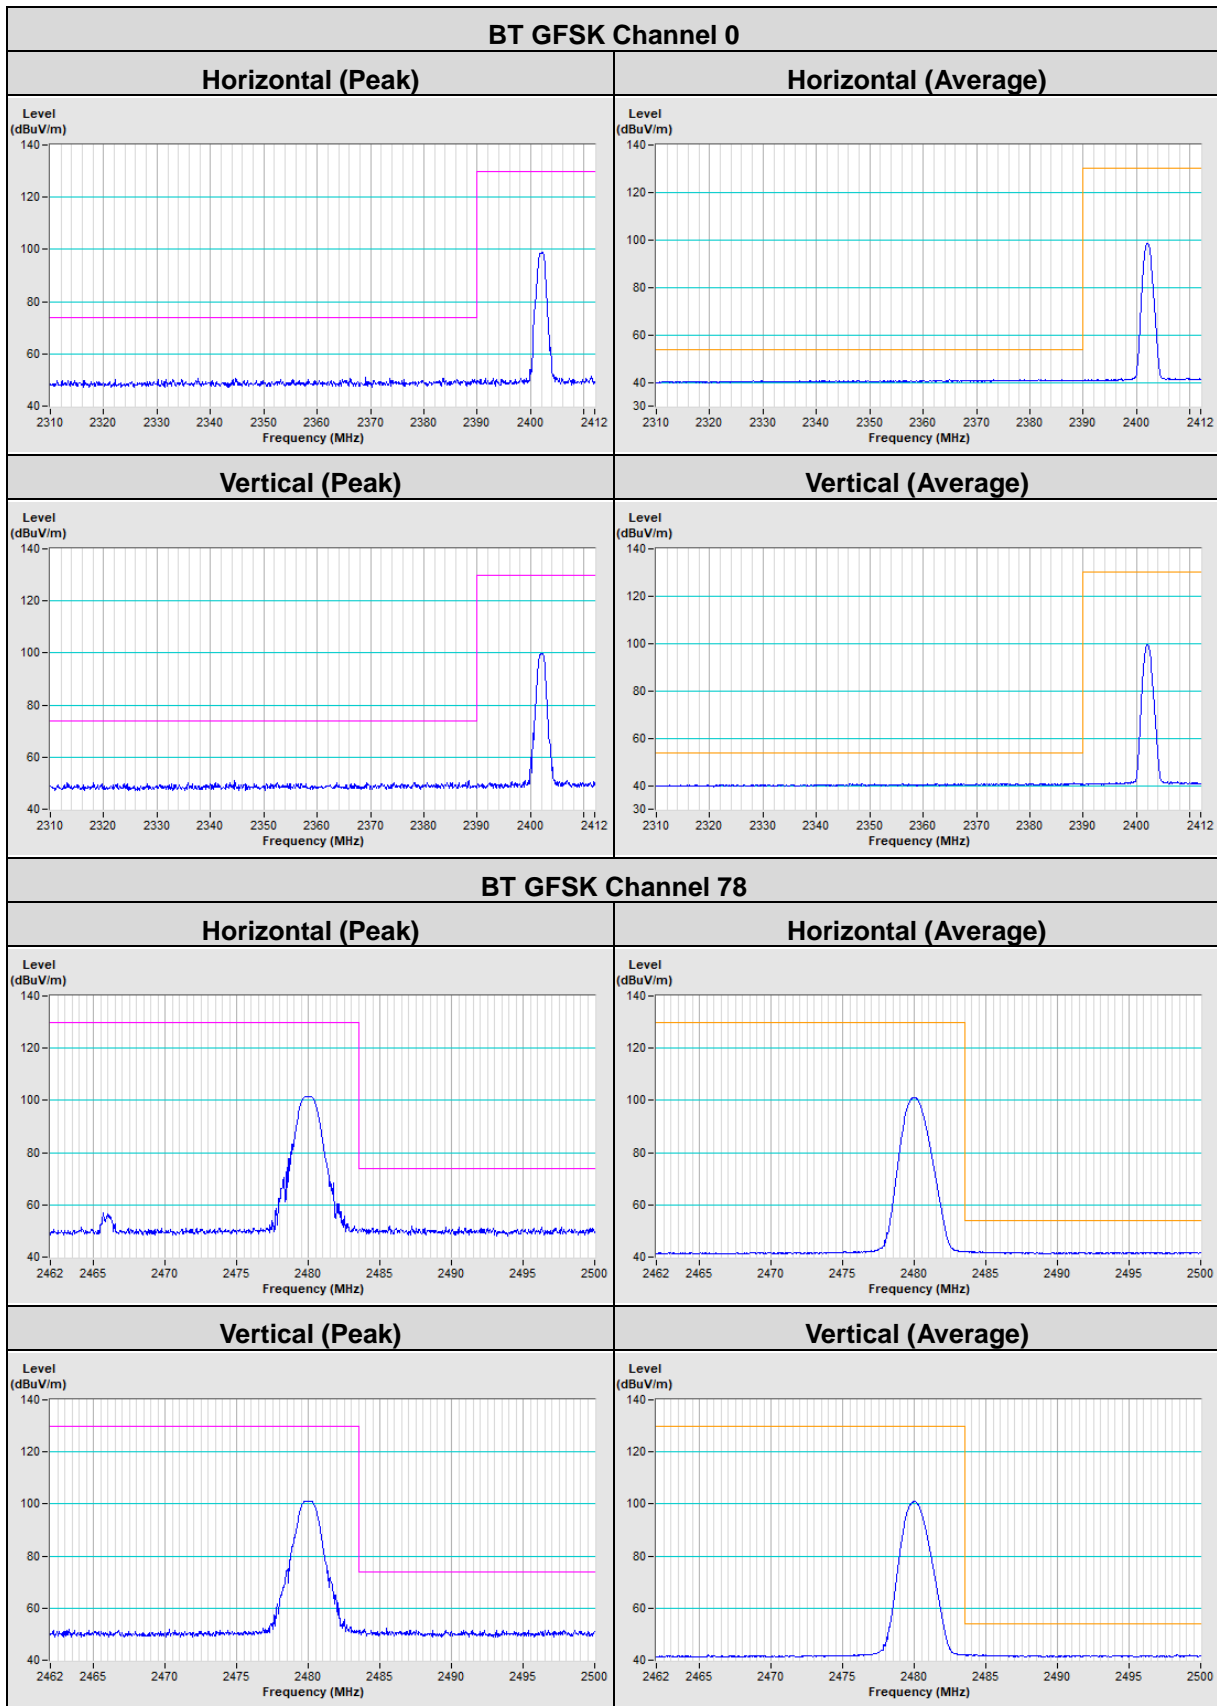 BT GFSK Channel 0
Horizontal (Peak)
Horizontal (Average)
Level
(dBuV/m)
140
120
100
80
60
40
2310 2320 2330 2340 2350 2360 2370 2380 2390 2400 2412
Frequency (MHz)
Level
(dBuV/m)
140
120
100
80
60
40
30
2310 2320 2330 2340 2350 2360 2370 2380 2390 2400 2412
Frequency (MHz)
Vertical (Peak)
Vertical (Average)
Level
(dBuV/m)
140
120
100
80
60
40
2310 2320 2330 2340 2350 2360 2370 2380 2390 2400 2412
Frequency (MHz)
Level
(dBuV/m)
140
120
100
80
60
40
30
2310 2320 2330 2340 2350 2360 2370 2380 2390 2400 2412
Frequency (MHz)
BT GFSK Channel 78
Horizontal (Peak)
Horizontal (Average)
Level
(dBuV/m)
140
120
100
80
60
40
2462 2465 2470 2475 2480 2485 2490 2495 2500
Frequency (MHz)
Level
(dBuV/m)
140
120
100
80
60
40
2462 2465 2470 2475 2480 2485 2490 2495 2500
Frequency (MHz)
Vertical (Peak)
Vertical (Average)
Level
(dBuV/m)
140
120
100
80
60
40
2462 2465 2470 2475 2480 2485 2490 2495 2500
Frequency (MHz)
Level
(dBuV/m)
140
120
100
80
60
40
2462 2465 2470 2475 2480 2485 2490 2495 2500
Frequency (MHz)